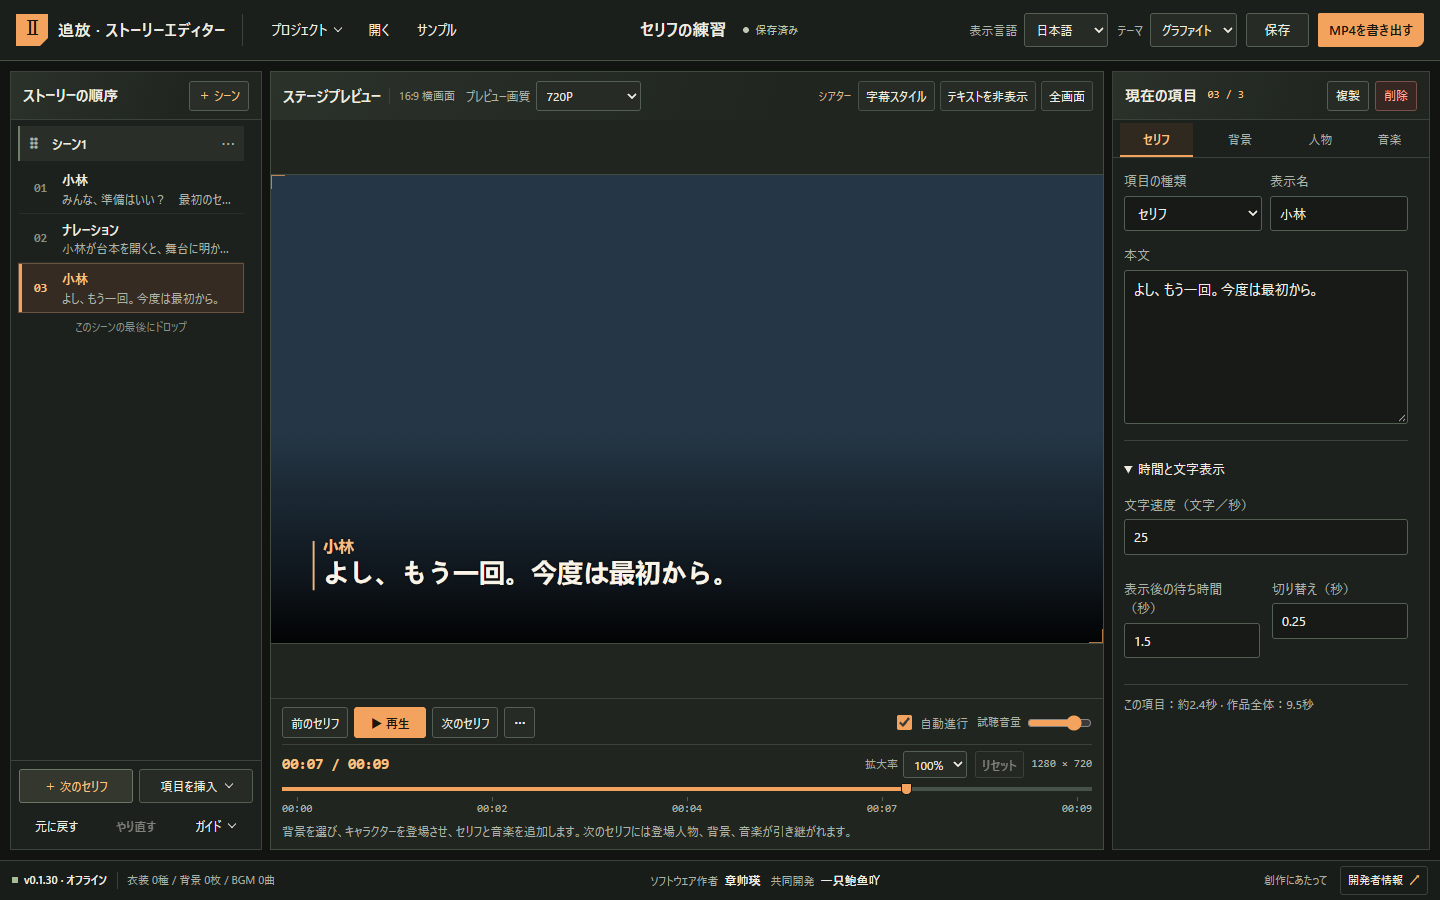 II 追放・ストーリーエディター プロジェクト 開く サンプル セリフの練習 保存済み 表示言語 日本語 テーマ グラファイト 保存 MP4を書き出す
ストーリーの順序 + シーン
シーン1 …
01 小林
みんな、準備はいい？　最初のセ...
02 ナレーション
小林が台本を開くと、舞台に明か...
03 小林
よし、もう一回。今度は最初から。
このシーンの最後にドロップ
+ 次のセリフ 項目を挿入
元に戻す やり直す ガイド
ステージプレビュー 16:9 横画面 プレビュー画質 720P シアター 字幕スタイル テキストを非表示 全画面
小林
よし、もう一回。今度は最初から。
前のセリフ ▶ 再生 次のセリフ … 自動進行 試聴音量
00:07 / 00:09 拡大率 100% リセット 1280 × 720
00:00 00:02 00:04 00:07 00:09
背景を選び、キャラクターを登場させ、セリフと音楽を追加します。次のセリフには登場人物、背景、音楽が引き継がれます。
現在の項目 03 / 3 複製 削除
セリフ 背景 人物 音楽
項目の種類 表示名
セリフ 小林
本文
よし、もう一回。今度は最初から。
▼ 時間と文字表示
文字速度（文字／秒）
25
表示後の待ち時間（秒） 切り替え（秒）
1.5 0.25
この項目：約2.4秒・作品全体：9.5秒
v0.1.30・オフライン 衣装 0種 / 背景 0枚 / BGM 0曲 ソフトウエア作者 章帅瑛 共同開発 一只鲍鱼吖 創作にあたって 開発者情報